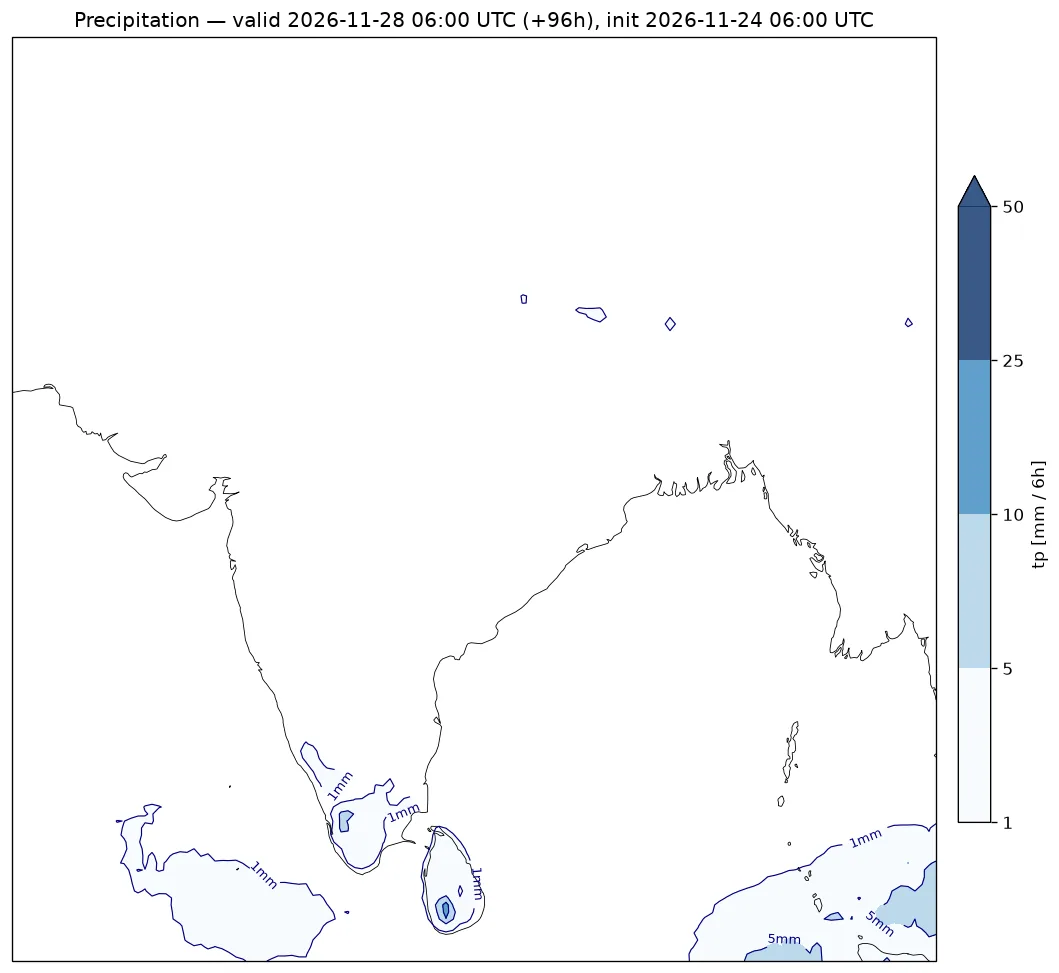 Precipitation — valid 2026-11-28 06:00 UTC (+96h), init 2026-11-24 06:00 UTC
50
25
10
5
1
tp [mm / 6h]
1mm
1mm
1mm
1mm
1mm
5mm
5mm